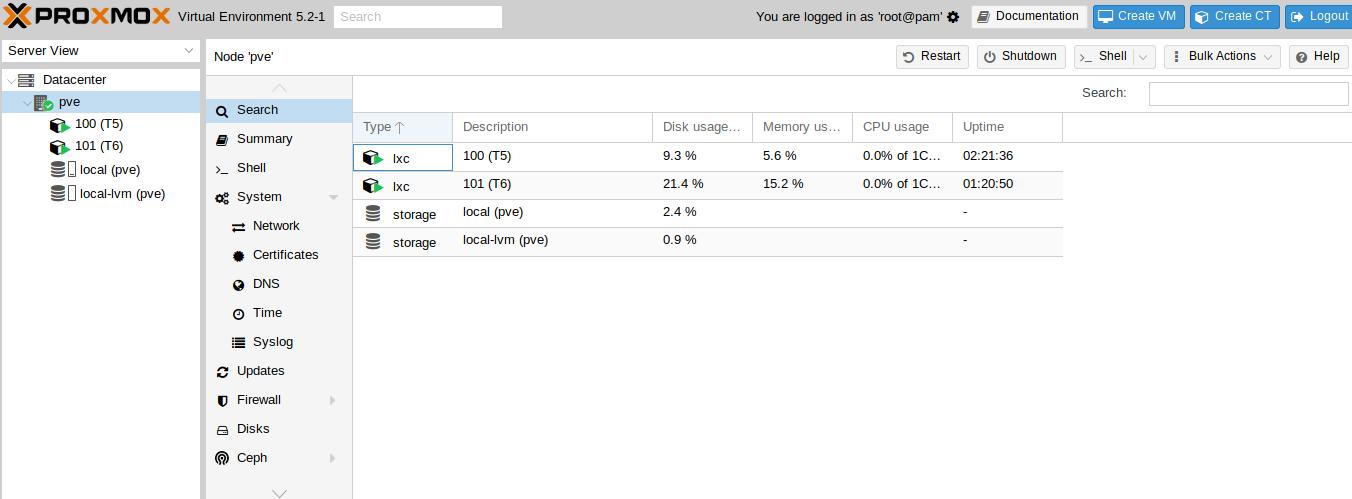 PROXMOX Virtual Environment 5.2-1 Search You are logged in as 'root@pam' Documentation Create VM Create CT Logout
Server View
Node 'pve' Restart Shutdown Shell Bulk Actions Help
Datacenter
pve
100 (T5)
101 (T6)
local (pve)
local-lvm (pve)
Search
Summary
Shell
System
Network
Certificates
DNS
Time
Syslog
Updates
Firewall
Disks
Ceph
Search:
Type Description Disk usage... Memory us... CPU usage Uptime
lxc 100 (T5) 9.3 % 5.6 % 0.0% of 1C... 02:21:36
lxc 101 (T6) 21.4 % 15.2 % 0.0% of 1C... 01:20:50
storage local (pve) 2.4 % -
storage local-lvm (pve) 0.9 % -